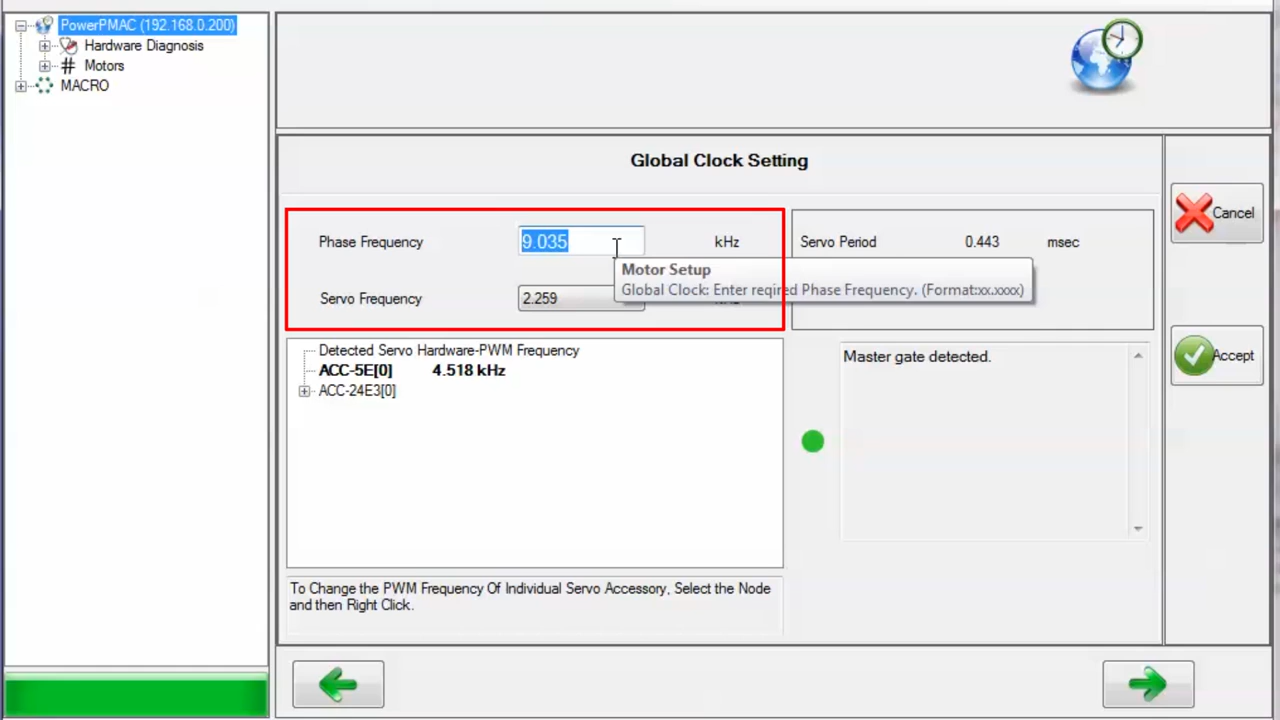 PowerPMAC (192.168.0.200)
Hardware Diagnosis
Motors
MACRO
Global Clock Setting
Phase Frequency 9.035 kHz
Servo Period 0.443 msec
Cancel
Motor Setup
Global Clock: Enter reqired Phase Frequency. (Format:xx.xxxx)
Servo Frequency 2.259
Detected Servo Hardware-PWM Frequency
ACC-5E[0] 4.518 kHz
ACC-24E3[0]
Master gate detected.
Accept
To Change the PWM Frequency Of Individual Servo Accessory, Select the Node
and then Right Click.